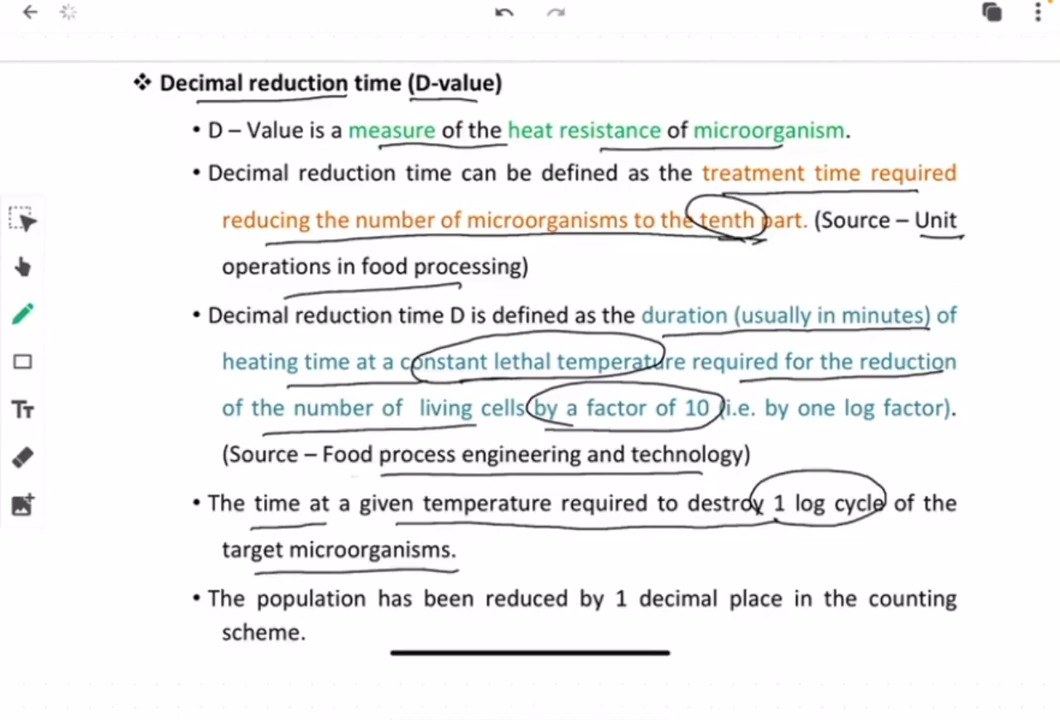 ❖ Decimal reduction time (D-value)
• D – Value is a measure of the heat resistance of microorganism.
• Decimal reduction time can be defined as the treatment time required
reducing the number of microorganisms to the tenth part. (Source – Unit
operations in food processing)
• Decimal reduction time D is defined as the duration (usually in minutes) of
heating time at a constant lethal temperature required for the reduction
of the number of living cells by a factor of 10 (i.e. by one log factor).
(Source – Food process engineering and technology)
• The time at a given temperature required to destroy 1 log cycle of the
target microorganisms.
• The population has been reduced by 1 decimal place in the counting
scheme.
TT